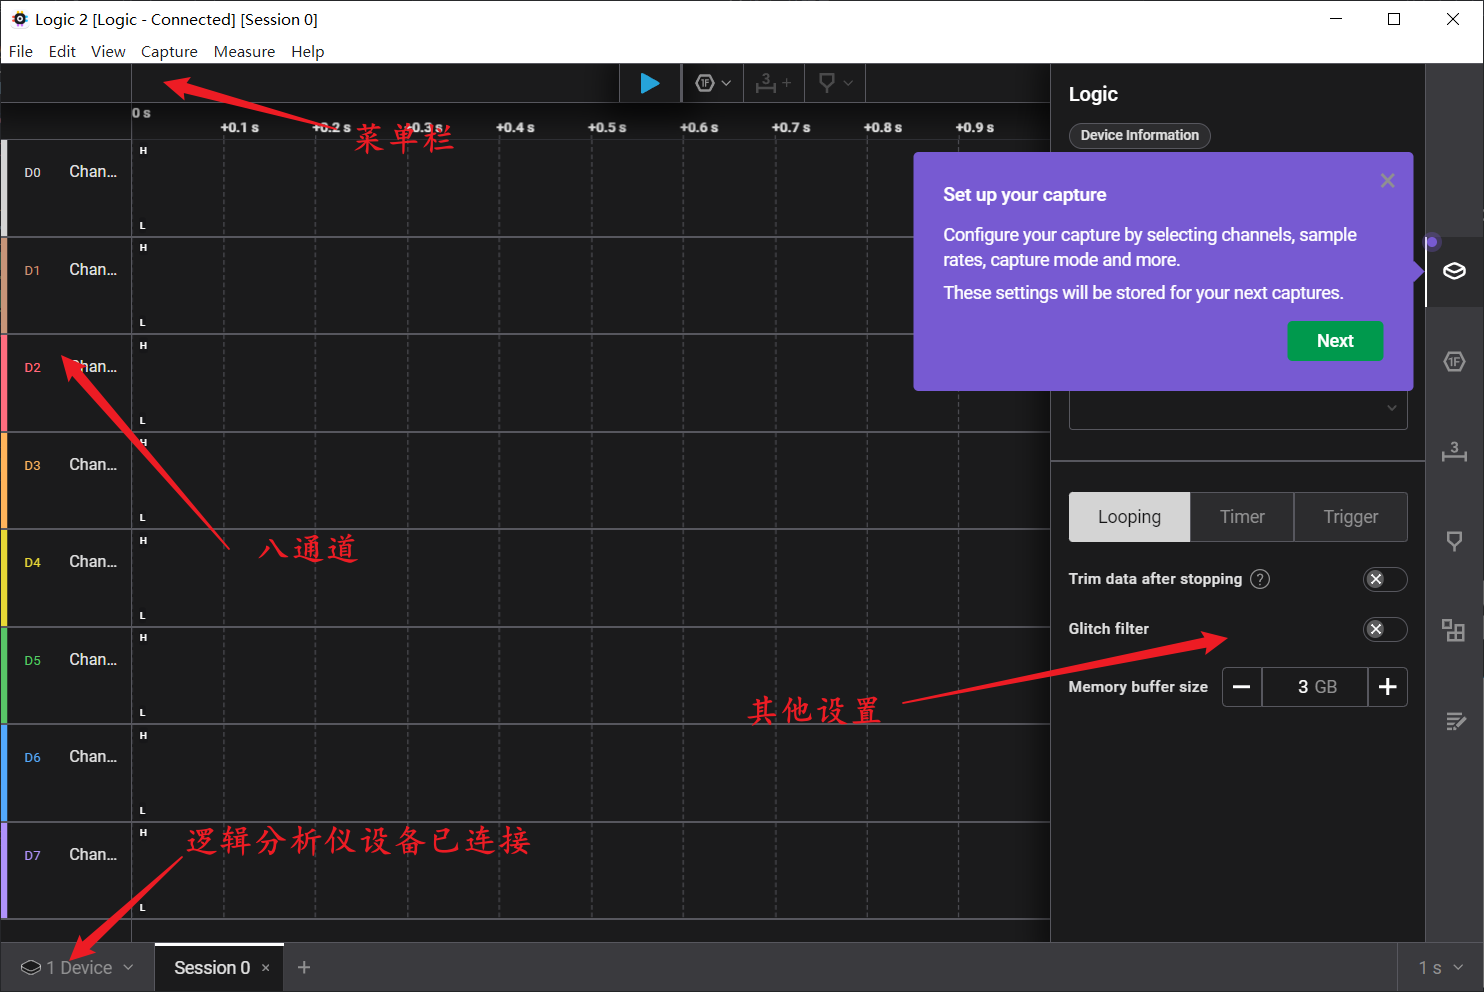 Logic 2 [Logic - Connected] [Session 0]
File Edit View Capture Measure Help
1F 3 +
0 s
+0.1 s +0.2 s +0.3 s +0.4 s +0.5 s +0.6 s +0.7 s +0.8 s +0.9 s
菜单栏
Logic
Device Information
Set up your capture
Configure your capture by selecting channels, sample
rates, capture mode and more.
These settings will be stored for your next captures.
Next
1F
3
D0 Chan... H
L
D1 Chan... H
L
D2 Chan... H
L
D3 Chan... H
L
八通道
D4 Chan... H
L
D5 Chan... H
L
D6 Chan... H
L
D7 Chan... H
L
Looping Timer Trigger
Trim data after stopping ?
Glitch filter
其他设置
Memory buffer size 3 GB
逻辑分析仪设备已连接
1 Device Session 0 × + 1 s